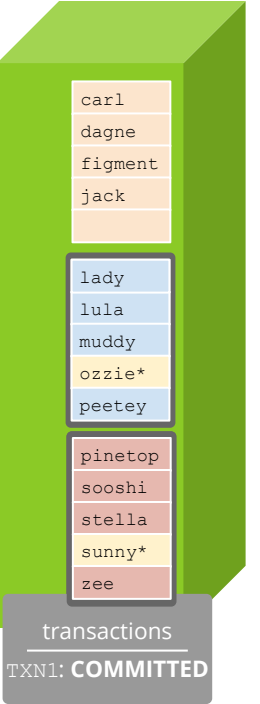 carl
dagne
figment
jack
lady
lula
muddy
ozzie*
peetey
pinetop
sooshi
stella
sunny*
zee
transactions
TXN1: COMMITTED